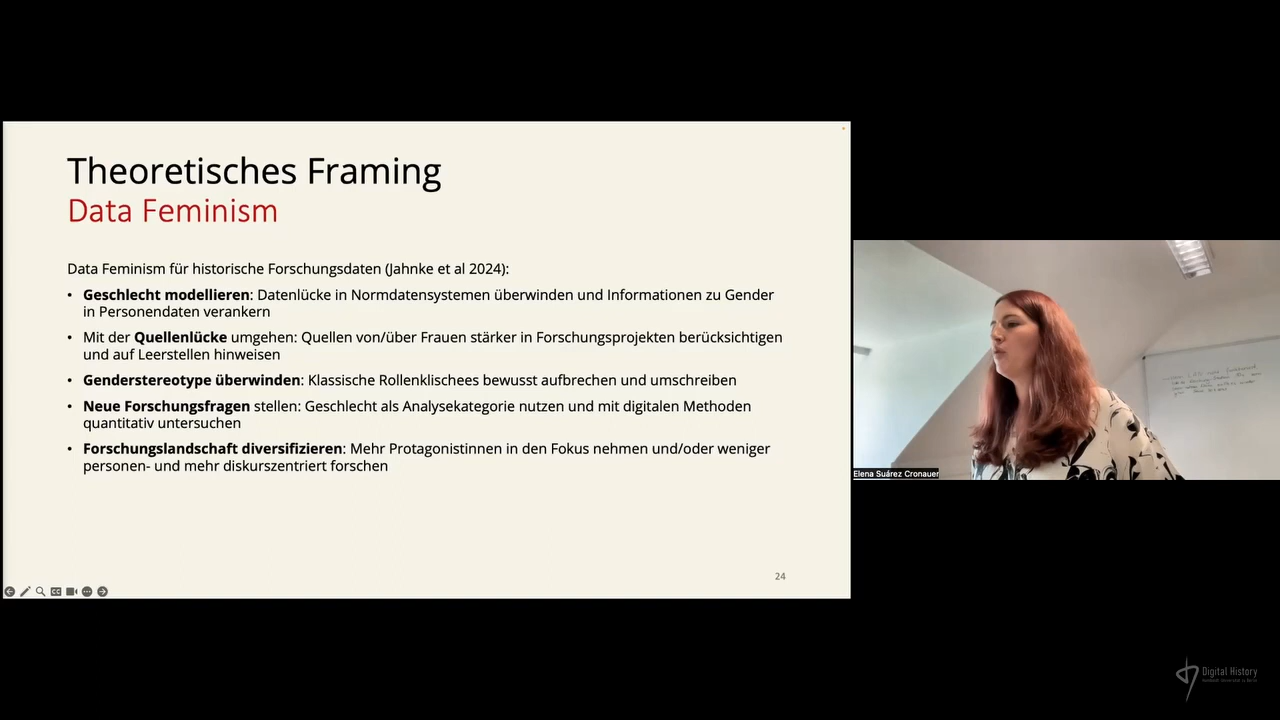 Theoretisches Framing
Data Feminism
Data Feminism für historische Forschungsdaten (Jahnke et al 2024):
• Geschlecht modellieren: Datenlücke in Normdatensystemen überwinden und Informationen zu Gender
in Personendaten verankern
• Mit der Quellenlücke umgehen: Quellen von/über Frauen stärker in Forschungsprojekten berücksichtigen
und auf Leerstellen hinweisen
• Genderstereotype überwinden: Klassische Rollenklischees bewusst aufbrechen und umschreiben
• Neue Forschungsfragen stellen: Geschlecht als Analysekategorie nutzen und mit digitalen Methoden
quantitativ untersuchen
• Forschungslandschaft diversifizieren: Mehr Protagonistinnen in den Fokus nehmen und/oder weniger
personen- und mehr diskurszentriert forschen
24
Elena Suárez Cronauer
Digital History